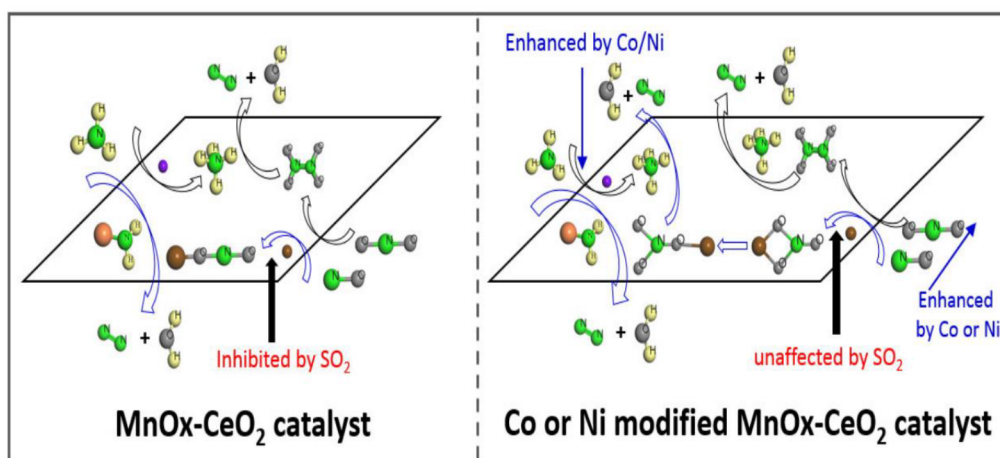 Enhanced by Co/Ni
+
+
+
+
+
Inhibited by SO₂
unaffected by SO₂
Enhanced
by Co or Ni
MnOx-CeO₂ catalyst
Co or Ni modified MnOx-CeO₂ catalyst